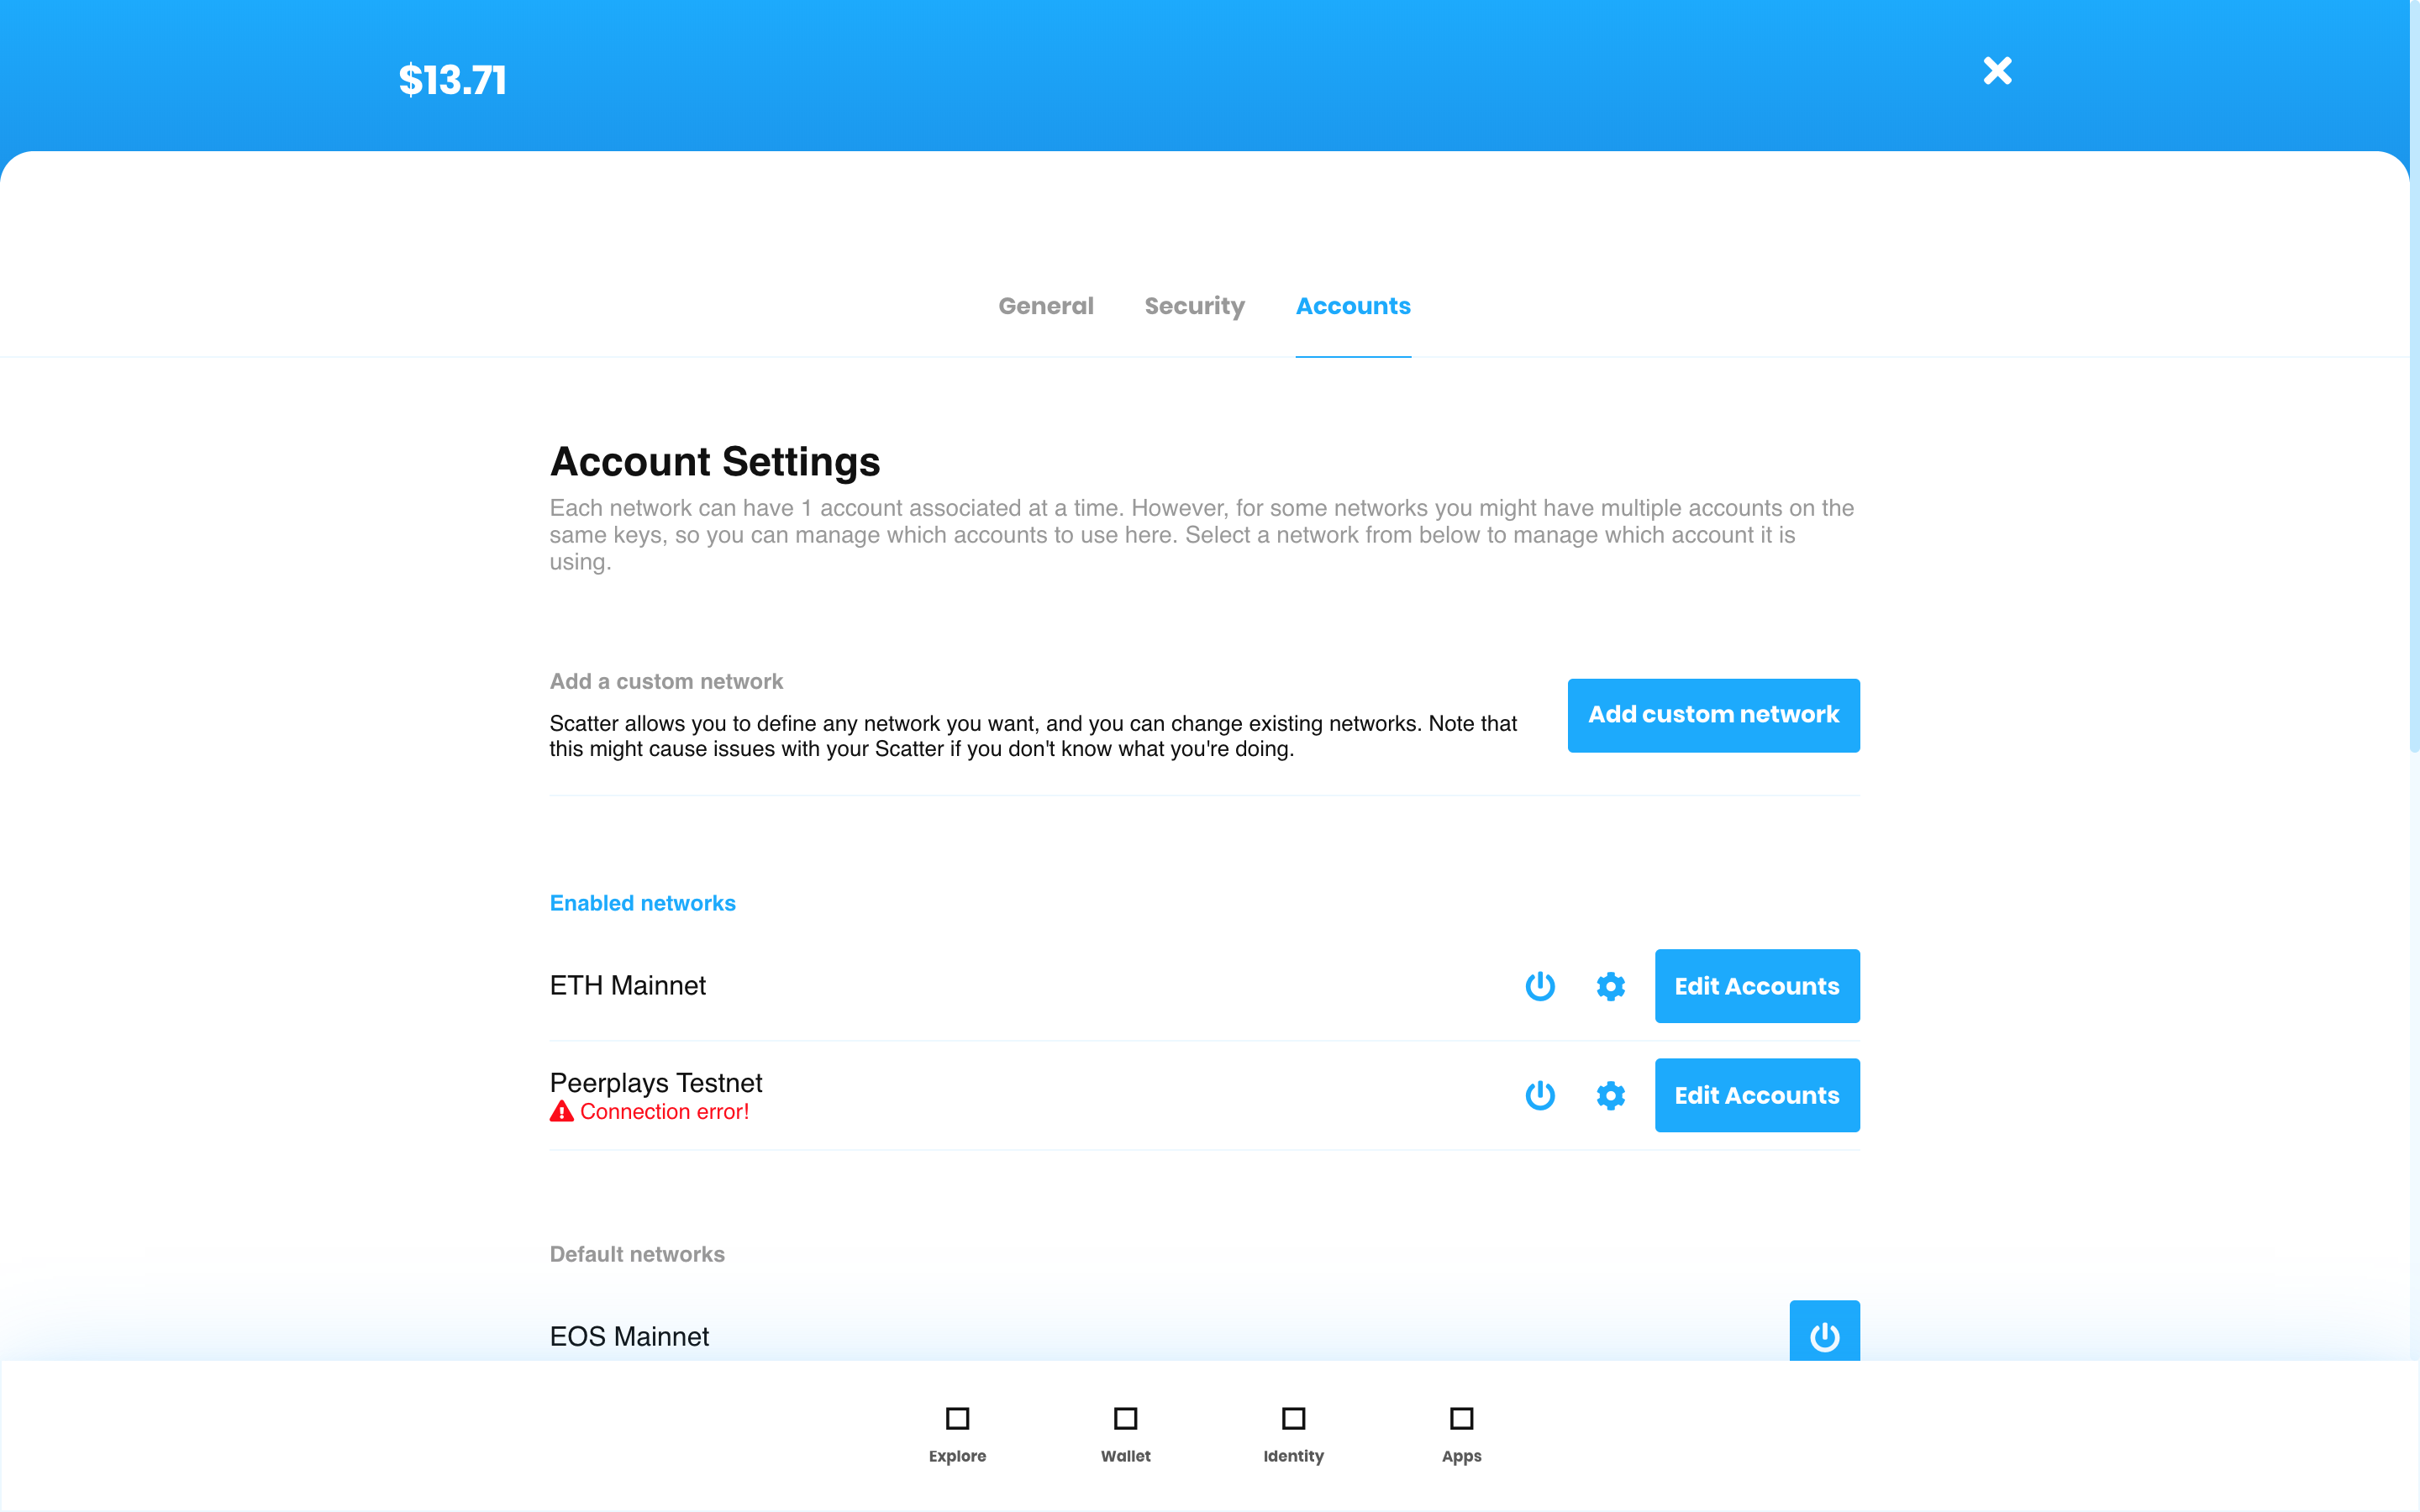 $13.71
General Security Accounts
Account Settings
Each network can have 1 account associated at a time. However, for some networks you might have multiple accounts on the
same keys, so you can manage which accounts to use here. Select a network from below to manage which account it is
using.
Add a custom network
Scatter allows you to define any network you want, and you can change existing networks. Note that
this might cause issues with your Scatter if you don't know what you're doing.
Add custom network
Enabled networks
ETH Mainnet
Edit Accounts
Peerplays Testnet
Connection error!
Edit Accounts
Default networks
EOS Mainnet
Explore Wallet Identity Apps